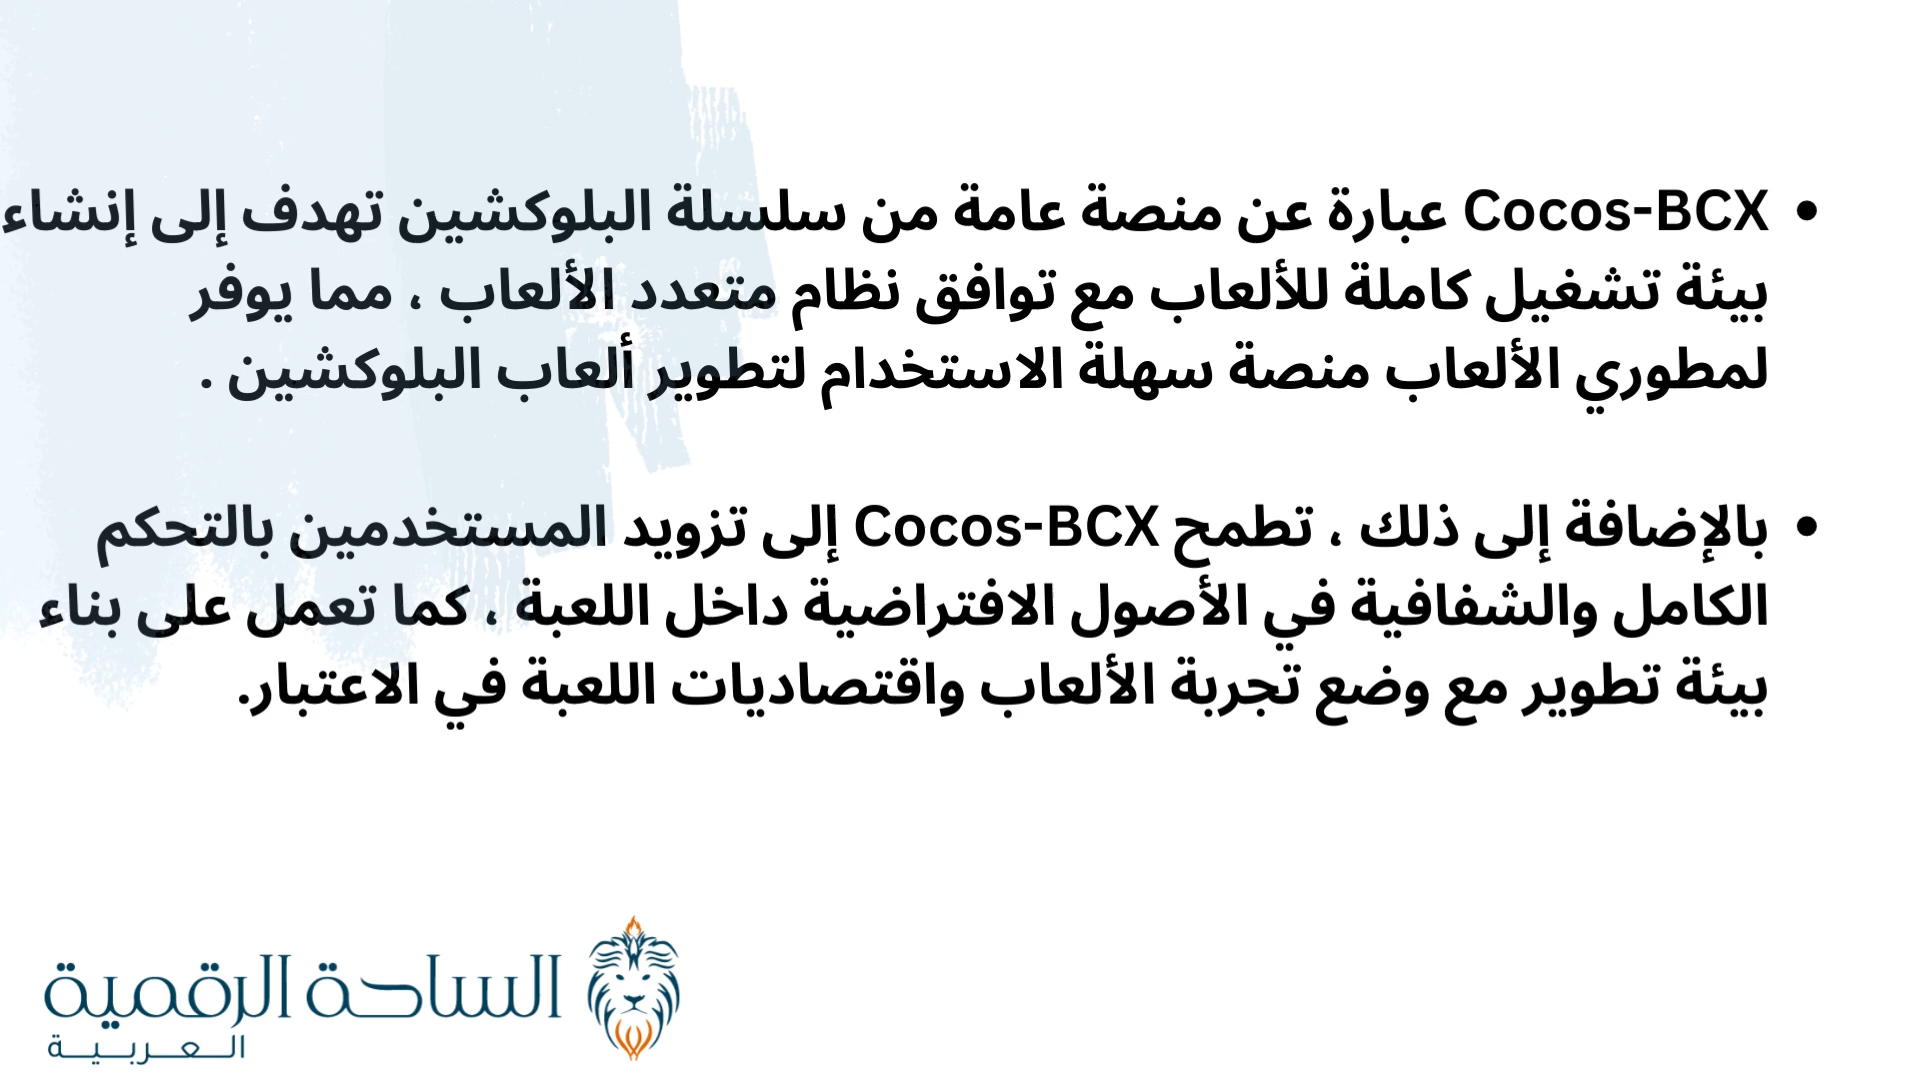 • Cocos-BCX عبارة عن منصة عامة من سلسلة البلوكشين تهدف إلى إنشاء
بيئة تشغيل كاملة للألعاب مع توافق نظام متعدد الألعاب ، مما يوفر
لمطوري الألعاب منصة سهلة الاستخدام لتطوير ألعاب البلوكشين .
• بالإضافة إلى ذلك ، تطمح Cocos-BCX إلى تزويد المستخدمين بالتحكم
الكامل والشفافية في الأصول الافتراضية داخل اللعبة ، كما تعمل على بناء
بيئة تطوير مع وضع تجربة الألعاب واقتصاديات اللعبة في الاعتبار.
الساحة الرقمية
العربية